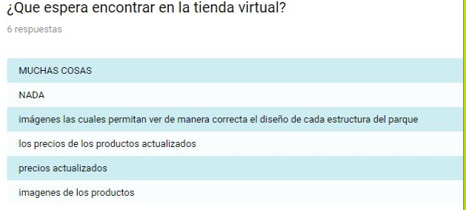 ¿Que espera encontrar en la tienda virtual?
6 respuestas
MUCHAS COSAS
NADA
imágenes las cuales permitan ver de manera correcta el diseño de cada estructura del parque
los precios de los productos actualizados
precios actualizados
imagenes de los productos